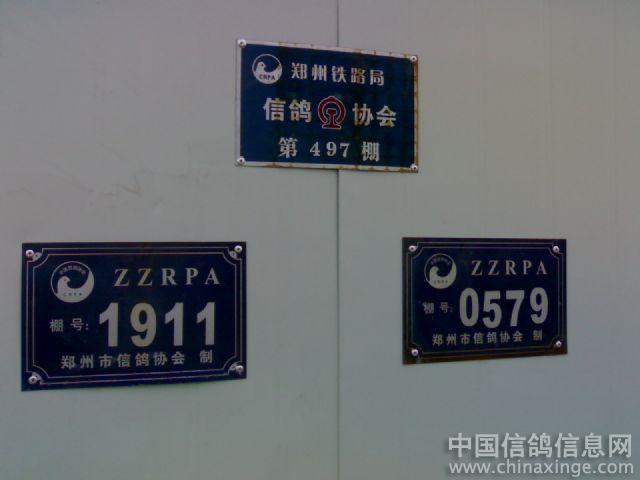 CRPA
郑州铁路局
信鸽 协会
第 497 棚
CRPA
ZZRPA
棚号: 1911
郑州市信鸽协会 制
ZZRPA
棚号: 0579
郑州市信鸽协会 制
中国信鸽信息网
www.chinaxinge.com